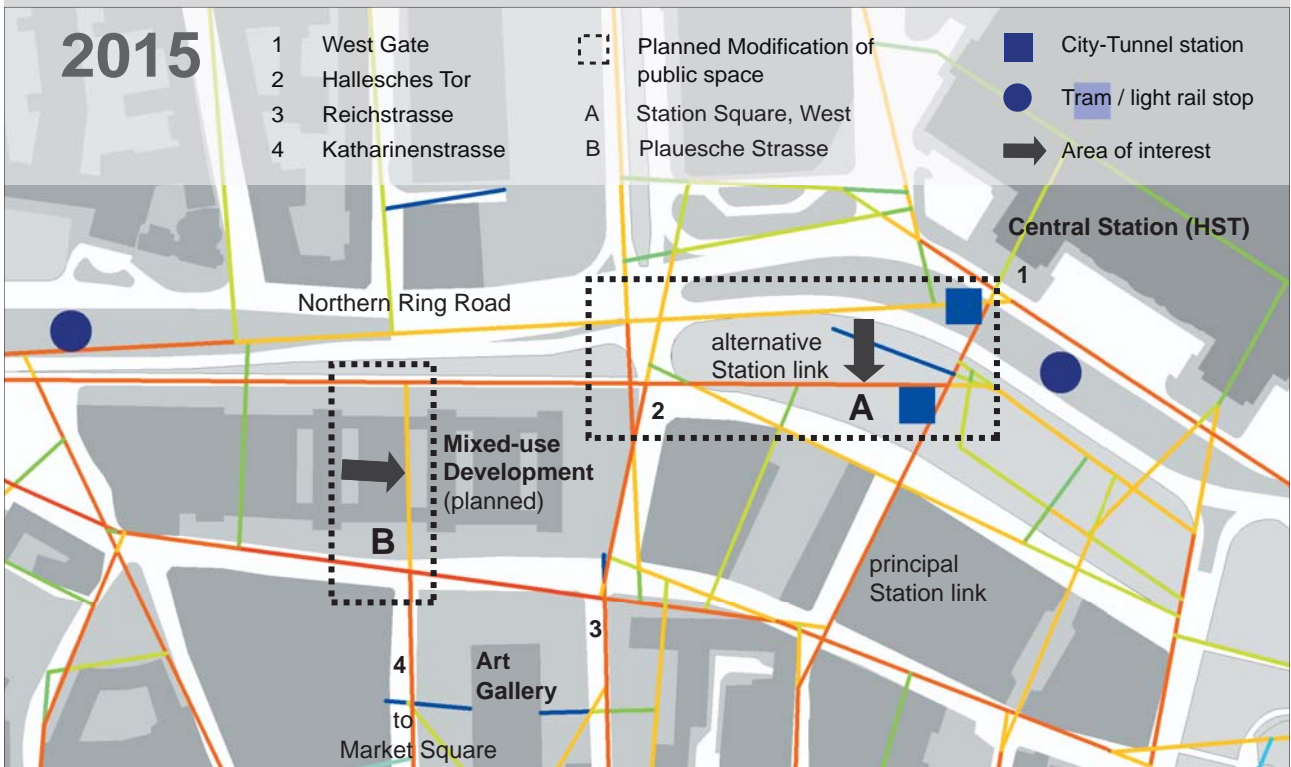 2015
1 West Gate
2 Hallesches Tor
3 Reichstrasse
4 Katharinenstrasse
Planned Modification of
public space
A Station Square, West
B Plauesche Strasse
City-Tunnel station
Tram / light rail stop
Area of interest
Central Station (HST)
1
Northern Ring Road
alternative
Station link
A
2
Mixed-use
Development
(planned)
B
principal
Station link
3
4
Art
Gallery
to
Market Square